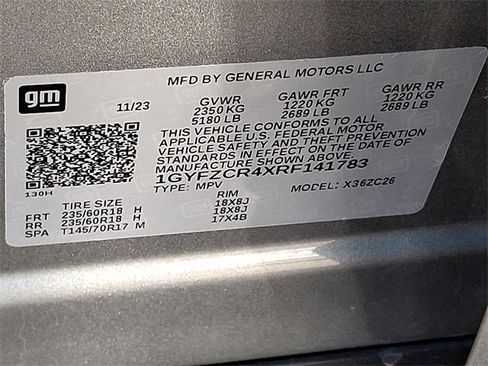 MFD BY GENERAL MOTORS LLC
gm
11/23 GVWR GAWR FRT GAWR RR
2350 KG 1220 KG 1220 KG
5180 LB 2689 LB 2689 LB
THIS VEHICLE CONFORMS TO ALL
APPLICABLE U.S. FEDERAL MOTOR
VEHICLE SAFETY AND THEFT PREVENTION
STANDARDS IN EFFECT ON THE DATE OF
MANUFACTURE SHOWN ABOVE.
1GYFZCR4XRF141783
130H
TYPE: MPV MODEL: X36ZC26
TIRE SIZE RIM
FRT 235/60R18 H 18X8J
RR 235/60R18 H 18X8J
SPA T145/70R17 M 17X4B